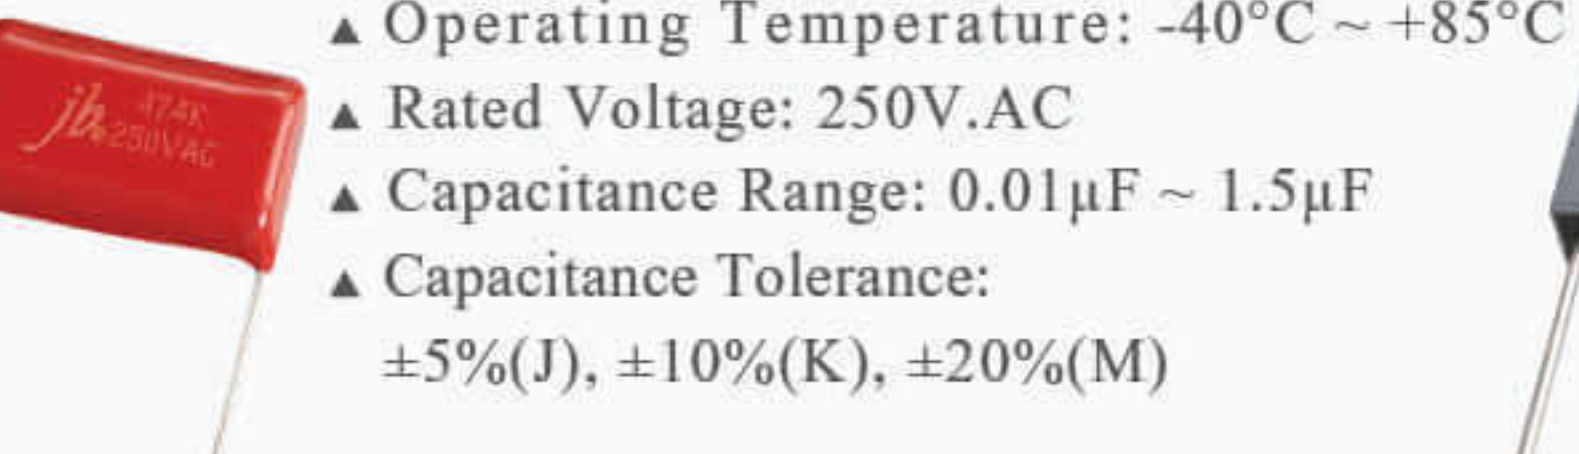 ▲ Operating Temperature: -40°C ~ +85°C
▲ Rated Voltage: 250V.AC
▲ Capacitance Range: 0.01μF ~ 1.5μF
▲ Capacitance Tolerance:
±5%(J), ±10%(K), ±20%(M)
jb 474K
250VAC